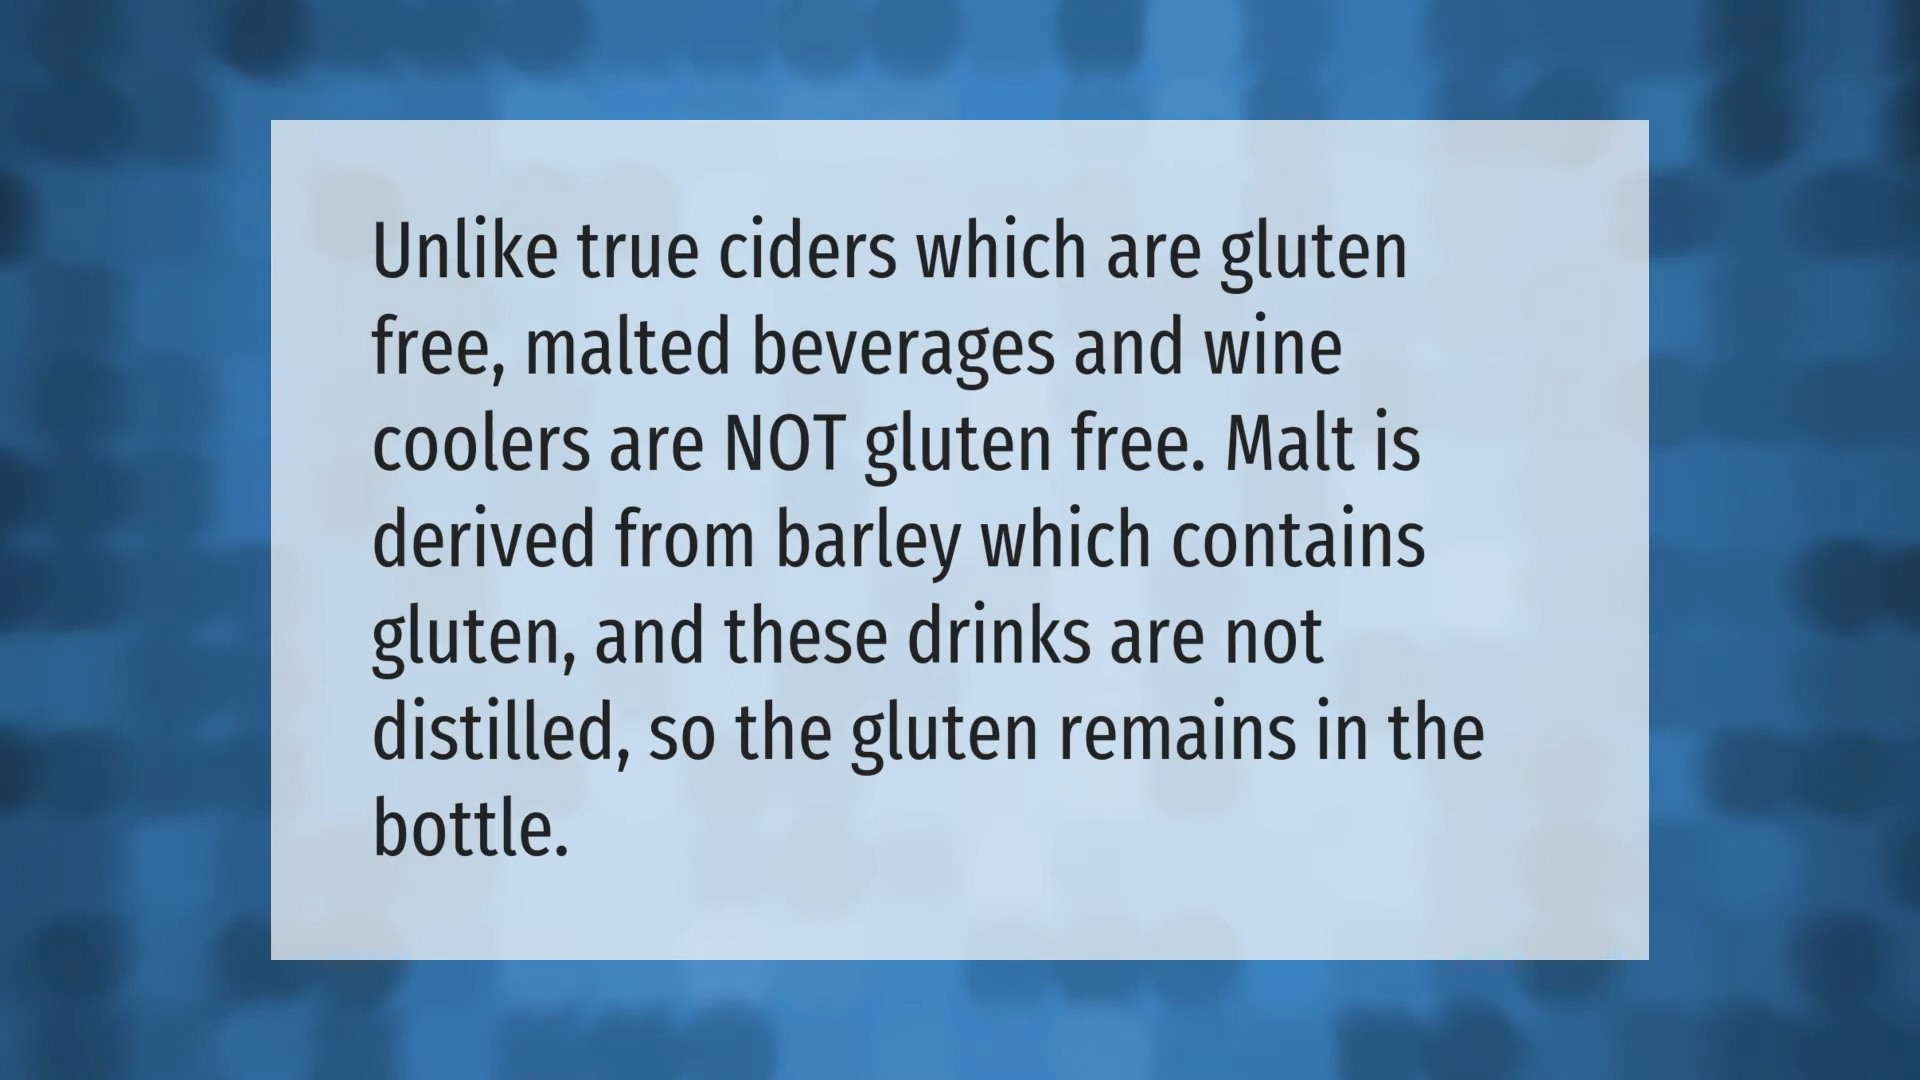 Unlike true ciders which are gluten
free, malted beverages and wine
coolers are NOT gluten free. Malt is
derived from barley which contains
gluten, and these drinks are not
distilled, so the gluten remains in the
bottle.